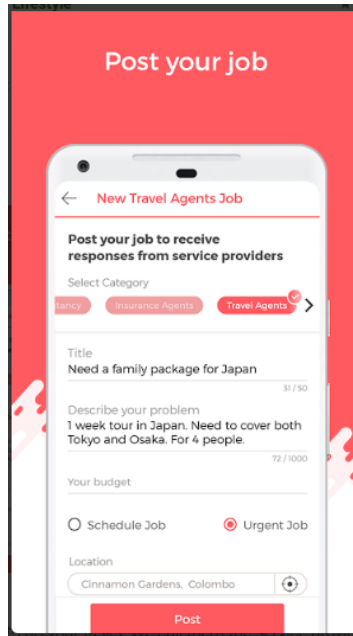 Lifestyle
Post your job
New Travel Agents Job
Post your job to receive
responses from service providers
Select Category
tancy Insurance Agents Travel Agents
Title
Need a family package for Japan
31 / 50
Describe your problem
1 week tour in Japan. Need to cover both
Tokyo and Osaka. For 4 people.
72 / 1000
Your budget
Schedule Job Urgent Job
Location
Cinnamon Gardens, Colombo
Post